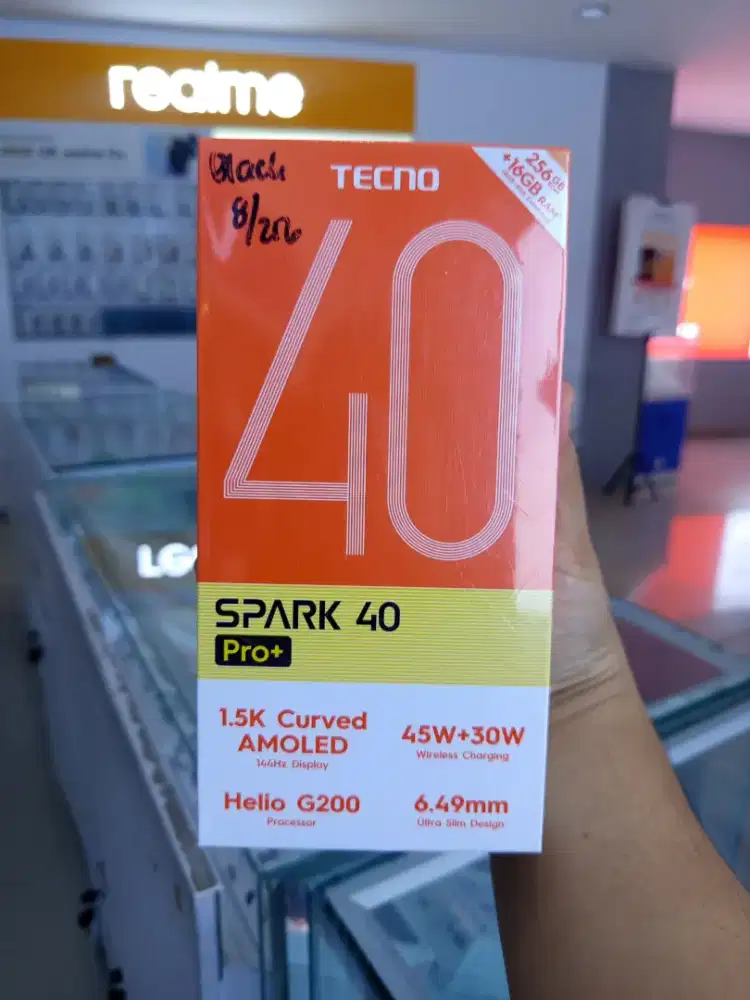 realme
Black
8/256
TECNO
256GB
+16GB RAM
40
SPARK 40
Pro+
1.5K Curved
AMOLED
144Hz Display
45W+30W
Wireless Charging
Helio G200
Processor
6.49mm
Ultra Slim Design